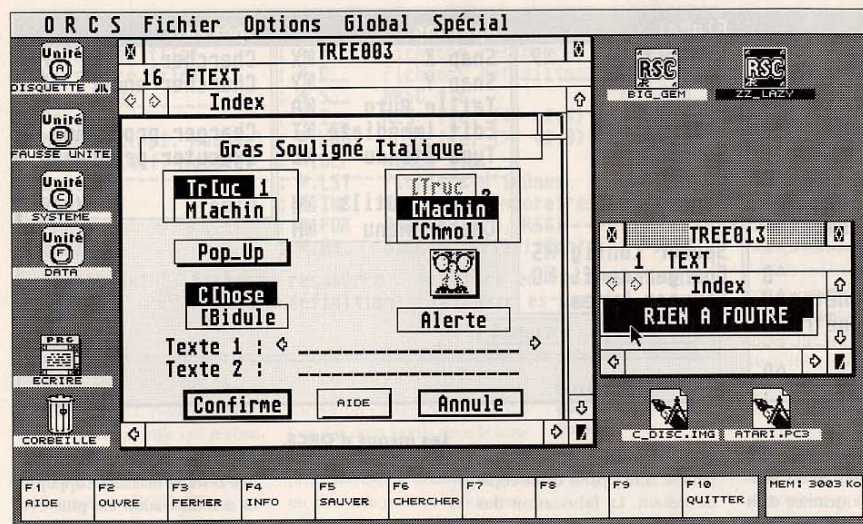 O R C S Fichier Options Global Spécial
Unité
A
DISQUETTE
Unité
B
FAUSSE UNITE
Unité
C
SYSTEME
Unité
F
DATA
PRG
ECRIRE
CORBEILLE
TREE003
16 FTEXT
Index
Gras Souligné Italique
Tr[uc 1
M[achin
[Truc 2
[Machin
[Chmoll
Pop_Up
C[hose
[Bidule
Alerte
Texte 1 : ____________________
Texte 2 : ____________________
Confirme
AIDE
Annule
RSC
BIG_GEM
RSC
ZZ_LAZY
TREE013
1 TEXT
Index
RIEN A FOUTRE
C_DISC.IMG
ATARI.PC3
F1 AIDE
F2 OUVRE
F3 FERMER
F4 INFO
F5 SAUVER
F6 CHERCHER
F7
F8
F9
F10 QUITTER
MEM: 3003 Ko